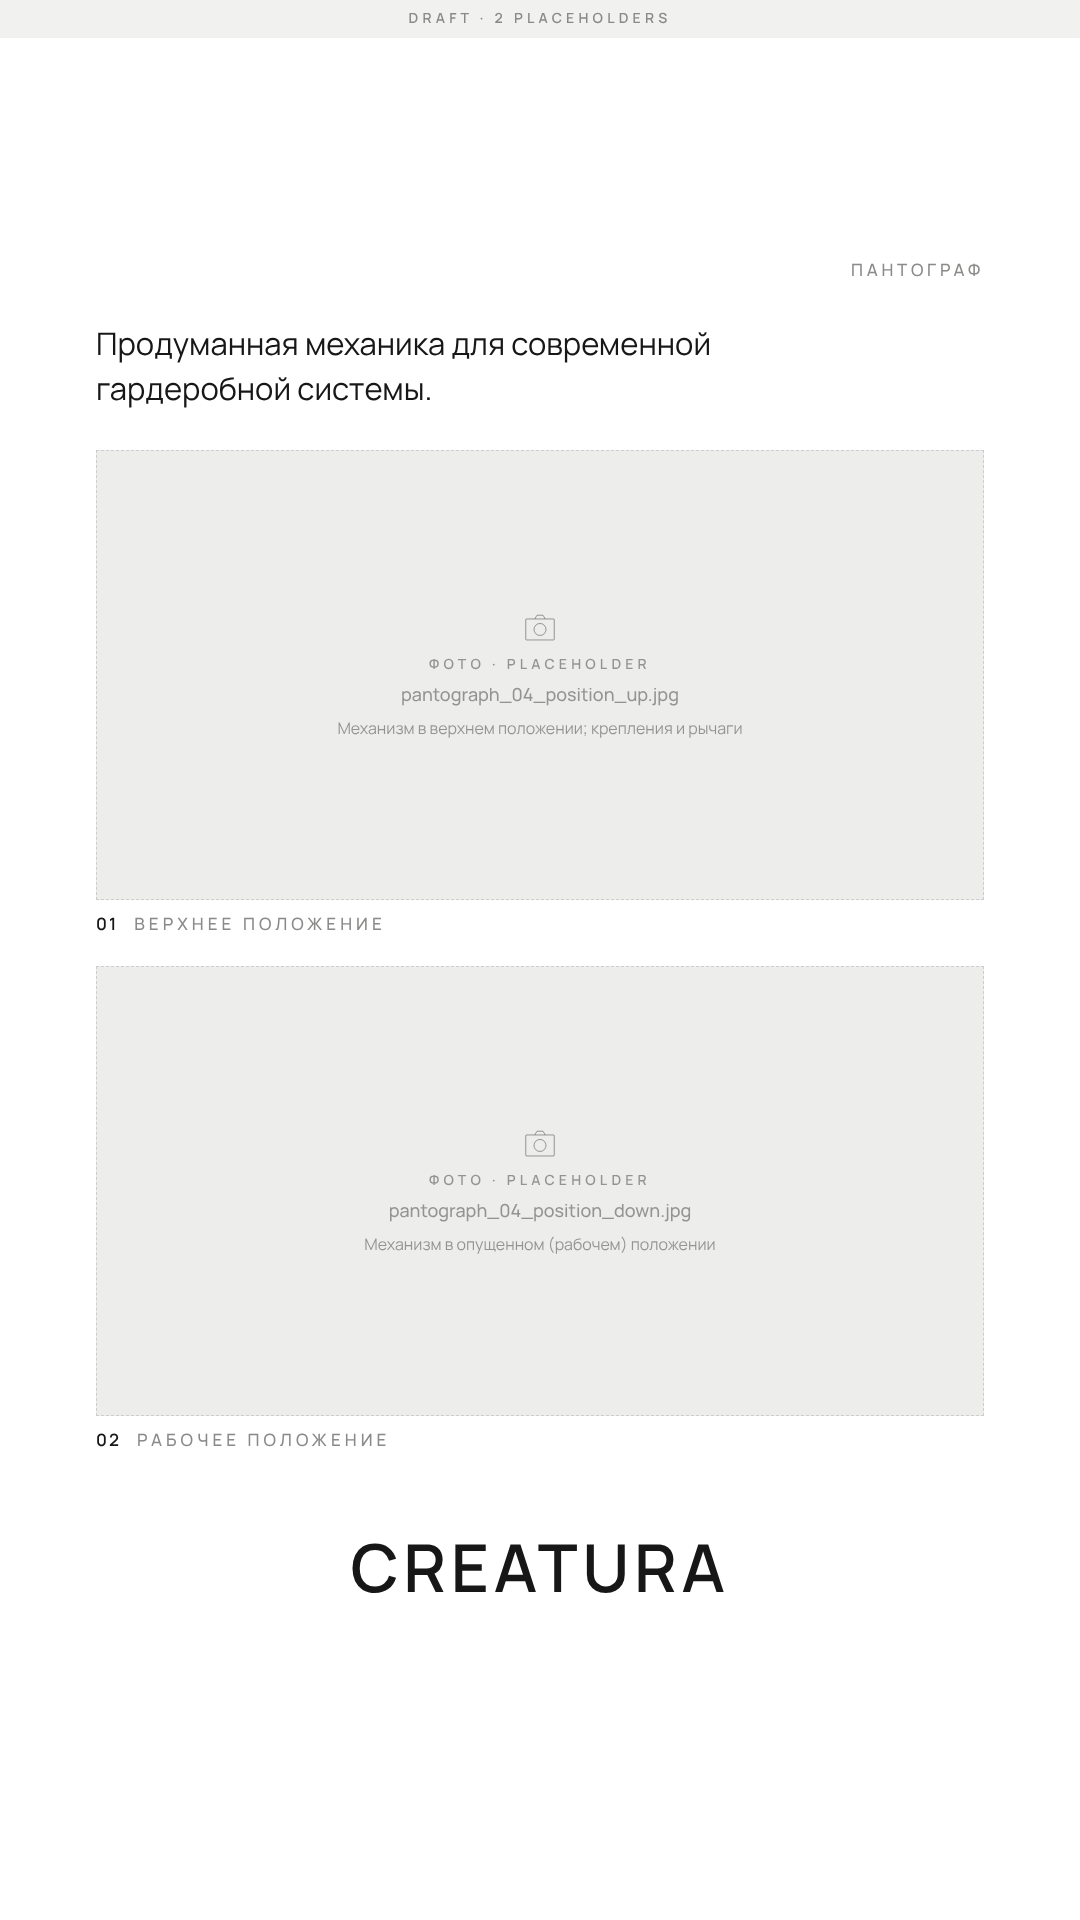 DRAFT · 2 PLACEHOLDERS
ПАНТОГРАФ
Продуманная механика для современной
гардеробной системы.
ФОТО · PLACEHOLDER
pantograph_04_position_up.jpg
Механизм в верхнем положении; крепления и рычаги
01 ВЕРХНЕЕ ПОЛОЖЕНИЕ
ФОТО · PLACEHOLDER
pantograph_04_position_down.jpg
Механизм в опущенном (рабочем) положении
02 РАБОЧЕЕ ПОЛОЖЕНИЕ
CREATURA